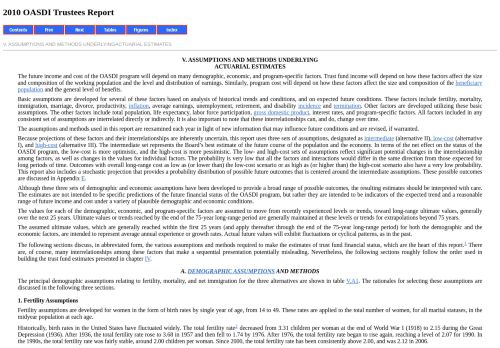 2010 OASDI Trustees Report
Contents Prev Next Tables Figures Index
V. ASSUMPTIONS AND METHODS UNDERLYINGACTUARIAL ESTIMATES
V. ASSUMPTIONS AND METHODS UNDERLYING
ACTUARIAL ESTIMATES
The future income and cost of the OASDI program will depend on many demographic, economic, and program-specific factors. Trust fund income will depend on how these factors affect the size
and composition of the working population and the level and distribution of earnings. Similarly, program cost will depend on how these factors affect the size and composition of the beneficiary
population and the general level of benefits.
Basic assumptions are developed for several of these factors based on analysis of historical trends and conditions, and on expected future conditions. These factors include fertility, mortality,
immigration, marriage, divorce, productivity, inflation, average earnings, unemployment, retirement, and disability incidence and termination. Other factors are developed utilizing these basic
assumptions. The other factors include total population, life expectancy, labor force participation, gross domestic product, interest rates, and program-specific factors. All factors included in any
consistent set of assumptions are interrelated directly or indirectly. It is also important to note that these interrelationships can, and do, change over time.
The assumptions and methods used in this report are reexamined each year in light of new information that may influence future conditions and are revised, if warranted.
Because projections of these factors and their interrelationships are inherently uncertain, this report uses three sets of assumptions, designated as intermediate (alternative II), low-cost (alternative
I), and high-cost (alternative III). The intermediate set represents the Board's best estimate of the future course of the population and the economy. In terms of the net effect on the status of the
OASDI program, the low-cost is more optimistic, and the high-cost is more pessimistic. The low- and high-cost sets of assumptions reflect significant potential changes in the interrelationship
among factors, as well as changes in the values for individual factors. The probability is very low that all the factors and interactions would differ in the same direction from those expected for
long periods of time. Outcomes with overall long-range cost as low as (or lower than) the low-cost scenario or as high as (or higher than) the high-cost scenario also have a very low probability.
This report also includes a stochastic projection that provides a probability distribution of possible future outcomes that is centered around the intermediate assumptions. These possible outcomes
are discussed in Appendix E.
Although these three sets of demographic and economic assumptions have been developed to provide a broad range of possible outcomes, the resulting estimates should be interpreted with care.
The estimates are not intended to be specific predictions of the future financial status of the OASDI program, but rather they are intended to be indicators of the expected trend and a reasonable
range of future income and cost under a variety of plausible demographic and economic conditions.
The values for each of the demographic, economic, and program-specific factors are assumed to move from recently experienced levels or trends, toward long-range ultimate values, generally
over the next 25 years. Ultimate values or trends reached by the end of the 75-year long-range period are generally maintained at these levels or trends for extrapolations beyond 75 years.
The assumed ultimate values, which are generally reached within the first 25 years (and apply thereafter through the end of the 75-year long-range period) for both the demographic and the
economic factors, are intended to represent average annual experience or growth rates. Actual future values will exhibit fluctuations or cyclical patterns, as in the past.
The following sections discuss, in abbreviated form, the various assumptions and methods required to make the estimates of trust fund financial status, which are the heart of this report.1 There
are, of course, many interrelationships among these factors that make a sequential presentation potentially misleading. Nevertheless, the following sections roughly follow the order used in
building the trust fund estimates presented in chapter IV.
A. DEMOGRAPHIC ASSUMPTIONS AND METHODS
The principal demographic assumptions relating to fertility, mortality, and net immigration for the three alternatives are shown in table V.A1. The rationales for selecting these assumptions are
discussed in the following three sections.
1. Fertility Assumptions
Fertility assumptions are developed for women in the form of birth rates by single year of age, from 14 to 49. These rates are applied to the total number of women, for all marital statuses, in the
midyear population at each age.
Historically, birth rates in the United States have fluctuated widely. The total fertility rate2 decreased from 3.31 children per woman at the end of World War I (1918) to 2.15 during the Great
Depression (1936). After 1936, the total fertility rate rose to 3.68 in 1957 and then fell to 1.74 by 1976. After 1976, the total fertility rate began to rise again, reaching a level of 2.07 for 1990. In
the 1990s, the total fertility rate was fairly stable, around 2.00 children per woman. Since 2000, the total fertility rate has been consistently above 2.00, and was 2.12 in 2006.